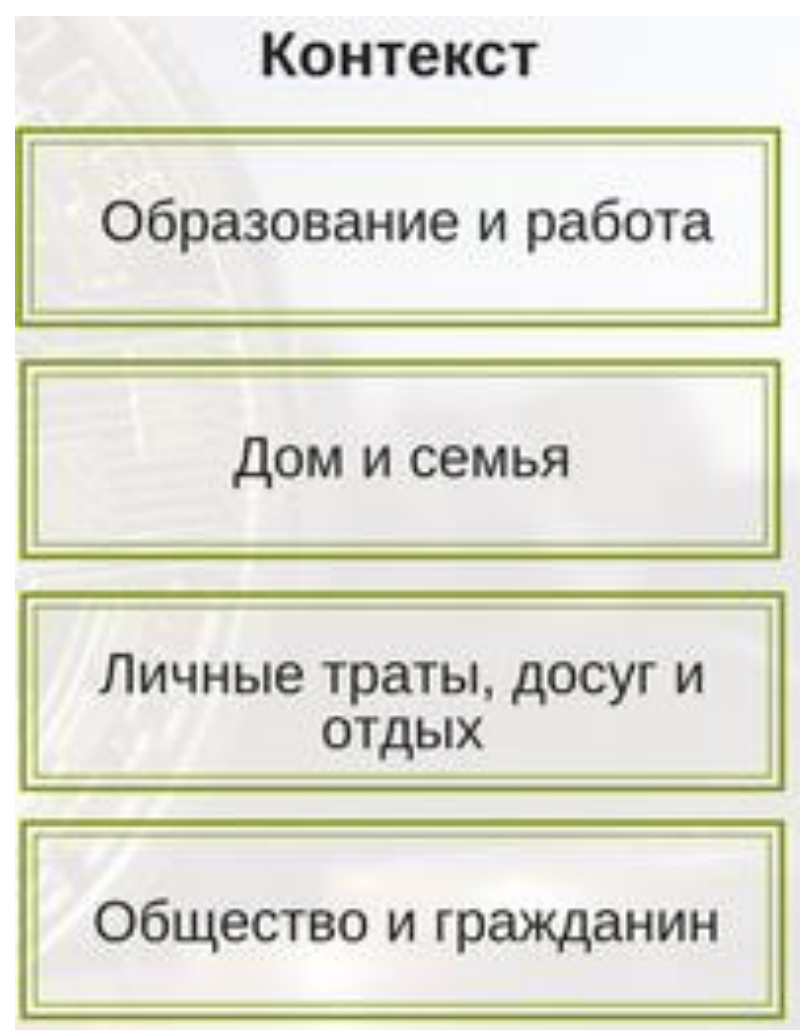 Контекст
Образование и работа
Дом и семья
Личные траты, досуг и
отдых
Общество и гражданин